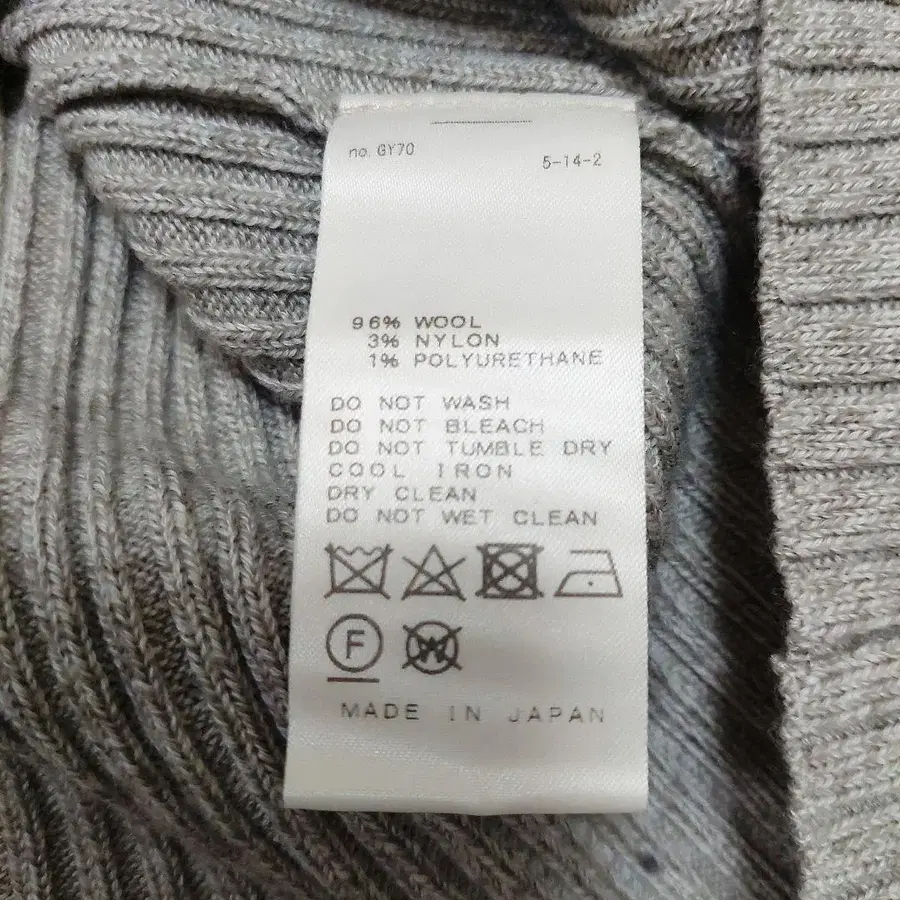 no. GY70
5-14-2
96% WOOL
3% NYLON
1% POLYURETHANE
DO NOT WASH
DO NOT BLEACH
DO NOT TUMBLE DRY
COOL IRON
DRY CLEAN
DO NOT WET CLEAN
F W
MADE IN JAPAN